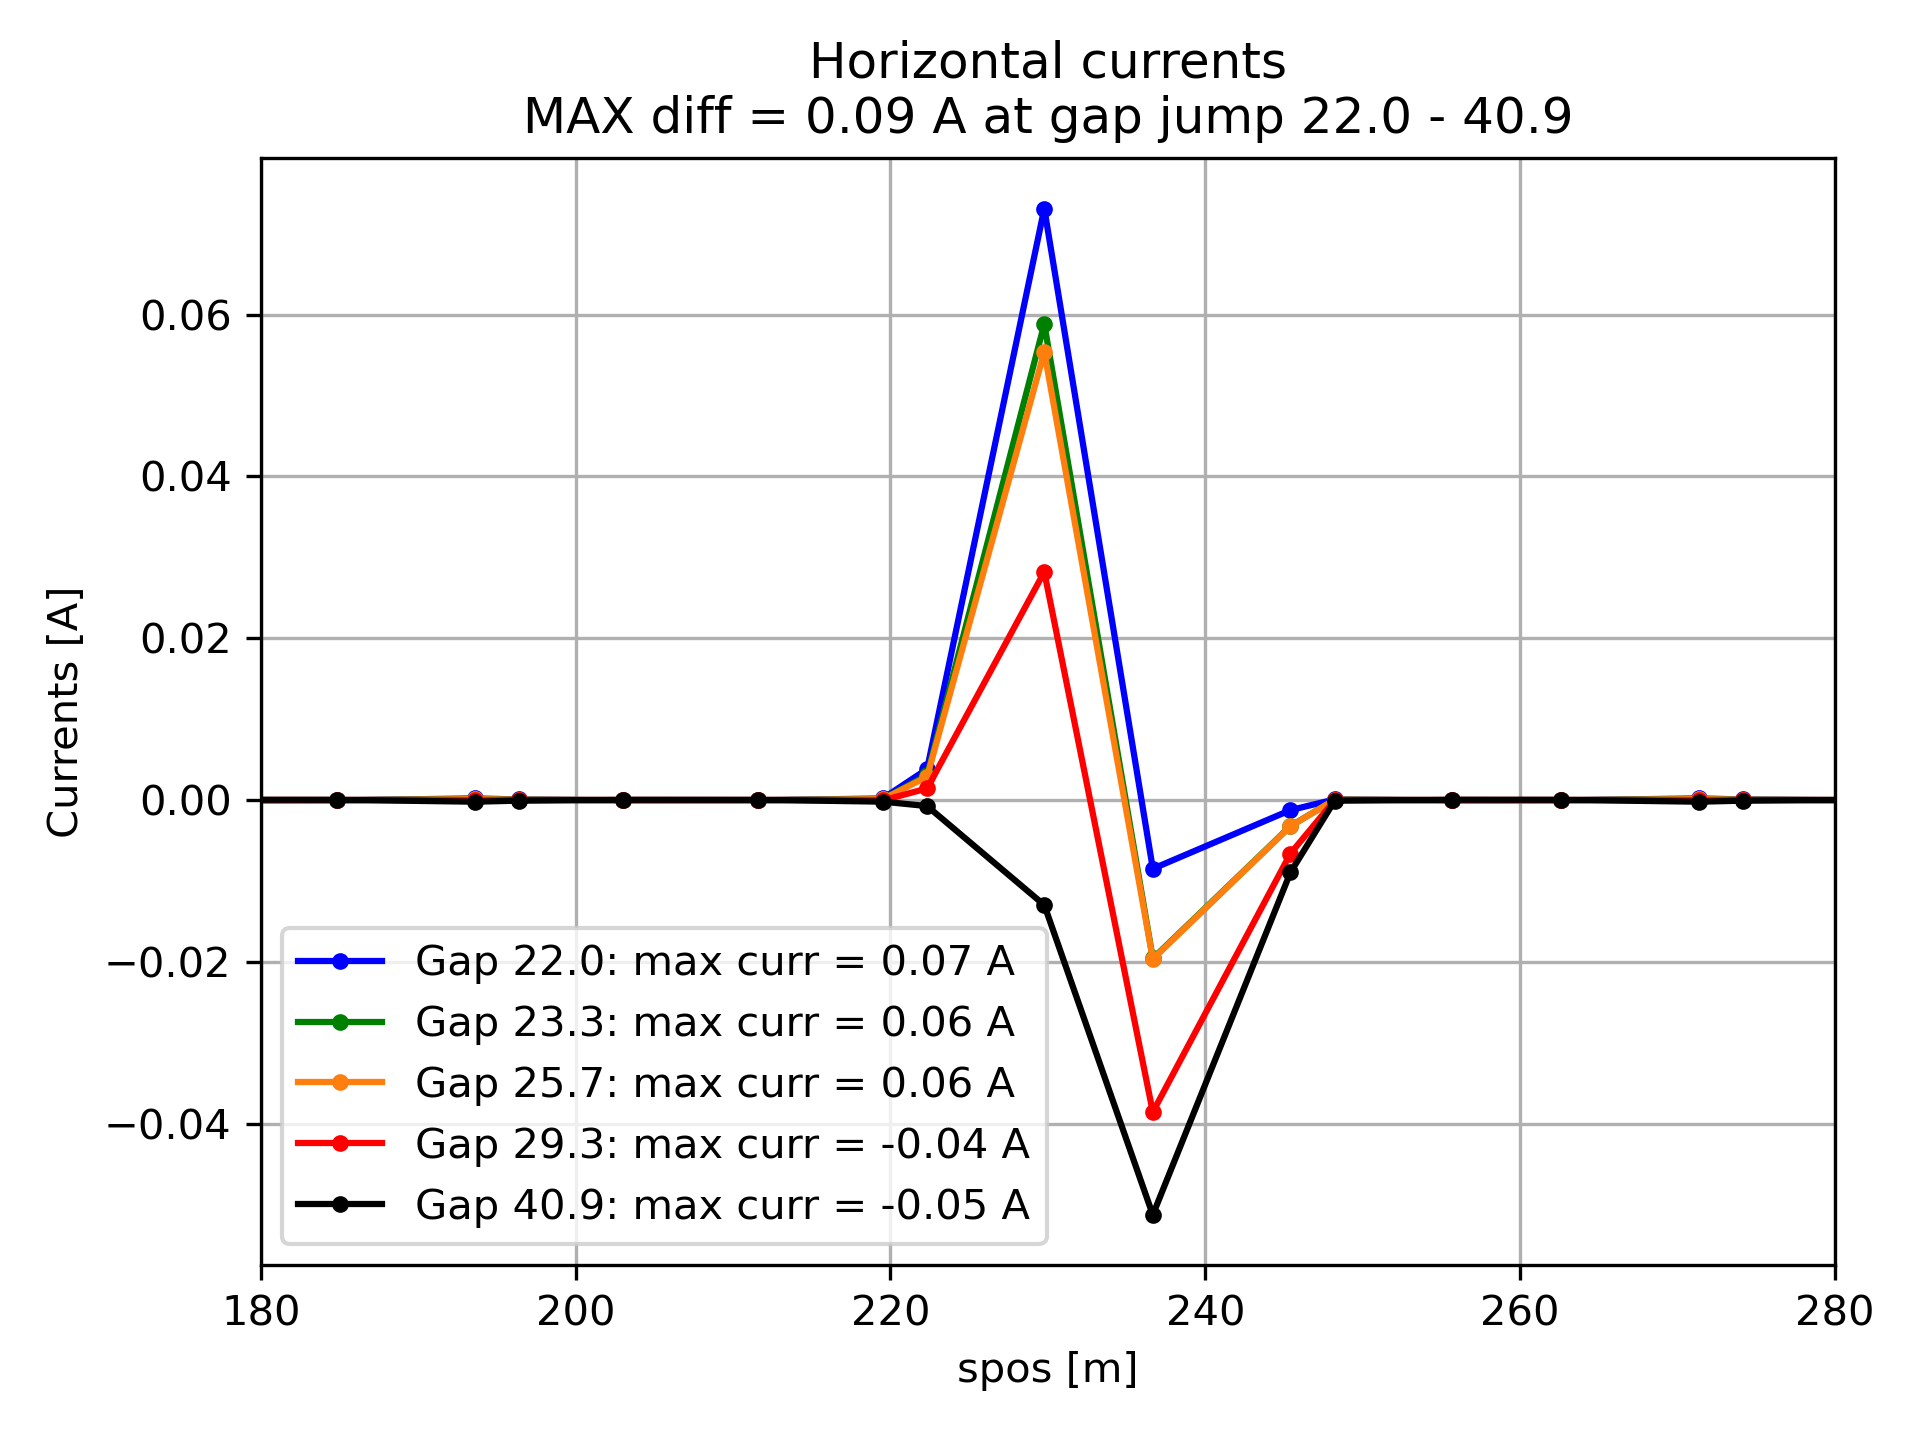 Horizontal currents
MAX diff = 0.09 A at gap jump 22.0 - 40.9
Currents [A]
0.06
0.04
0.02
0.00
−0.02
−0.04
Gap 22.0: max curr = 0.07 A
Gap 23.3: max curr = 0.06 A
Gap 25.7: max curr = 0.06 A
Gap 29.3: max curr = -0.04 A
Gap 40.9: max curr = -0.05 A
180 200 220 240 260 280
spos [m]